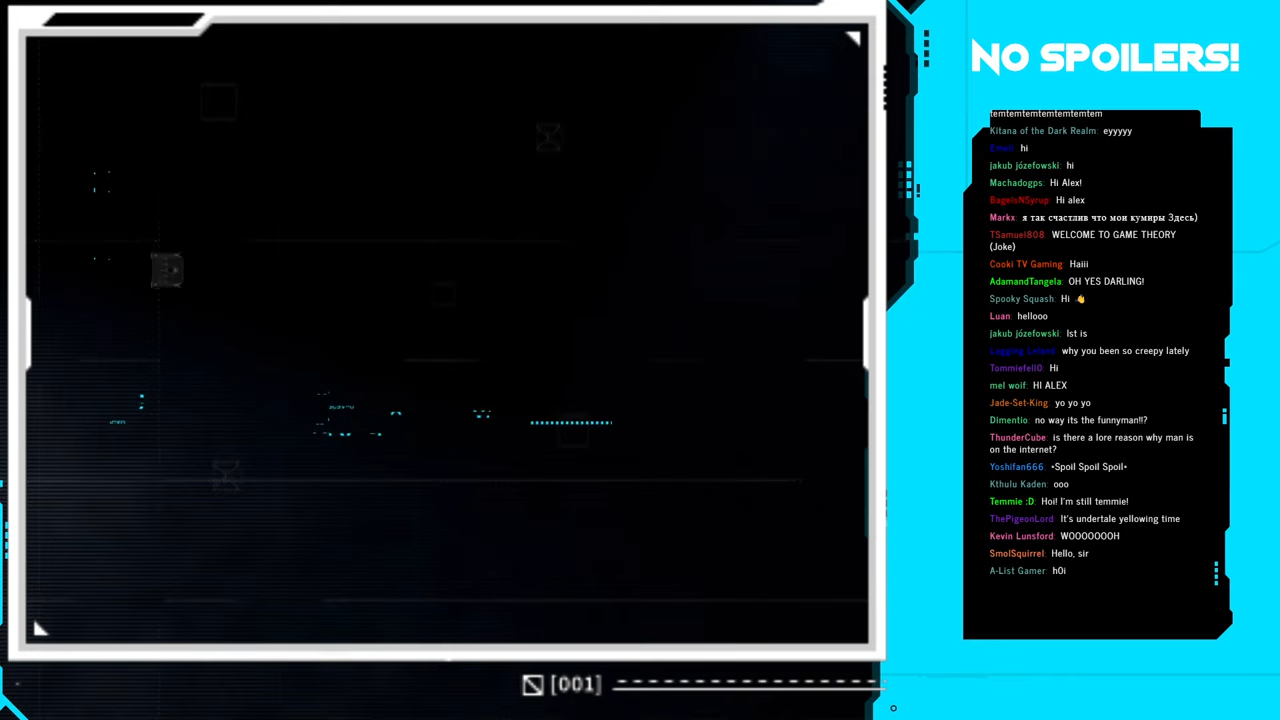 NO SPOILERS!
temtemtemtemtemtemtem
Kitana of the Dark Realm: eyyyyy
Emeil: hi
jakub józefowski: hi
Machadogps: Hi Alex!
BagelsNSyrup: Hi alex
Markx: я так счастлив что мои кумиры Здесь)
TSamuel808: WELCOME TO GAME THEORY
(Joke)
Cooki TV Gaming: Haiii
AdamandTangela: OH YES DARLING!
Spooky Squash: Hi 👋
Luan: hellooo
jakub józefowski: Ist is
why you been so creepy lately
Tommiefell0: Hi
mel wolf: HI ALEX
Jade-Set-King: yo yo yo
Dimentio: no way its the funnyman!!?
ThunderCube: is there a lore reason why man is
on the internet?
Yoshifan666: •Spoil Spoil Spoil•
Kthulu Kaden: ooo
Temmie :D: Hoi! I'm still temmie!
ThePigeonLord: It's undertale yellowing time
Kevin Lunsford: WOOOOOOOH
SmolSquirrel: Hello, sir
A-List Gamer: h0i
[001]